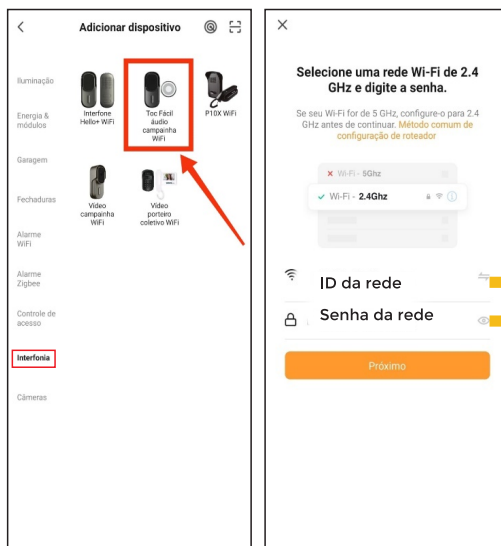 Adicionar dispositivo
Iluminação
Energia &
módulos
Garagem
Fechaduras
Alarme
WiFi
Alarme
Zigbee
Controle de
acesso
Interfonia
Câmeras
Interfone
Hello+ WiFi
Toc Fácil
áudio
campainha
WiFi
P10X WiFi
Vídeo
campainha
WiFi
Vídeo
porteiro
coletivo WiFi
Selecione uma rede Wi-Fi de 2.4
GHz e digite a senha.
Se seu Wi-Fi for de 5 GHz, configure-o para 2.4
GHz antes de continuar. Método comum de
configuração de roteador
Wi-Fi - 5Ghz
Wi-Fi - 2.4Ghz
ID da rede
Senha da rede
Próximo